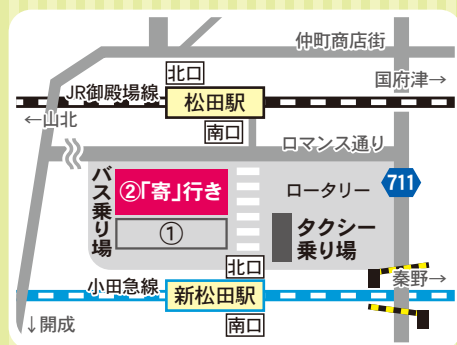 仲町商店街
北口
国府津→
JR御殿場線
松田駅
←山北
南口
ロマンス通り
バス乗り場
②「寄」行き
ロータリー
711
①
タクシー
乗り場
北口
小田急線
新松田駅
秦野→
↓開成
南口